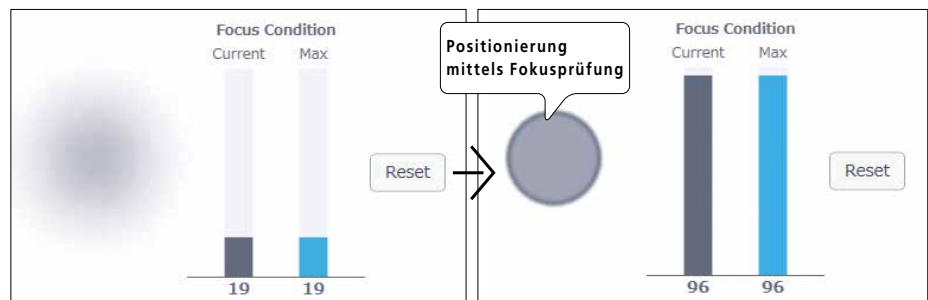 Focus Condition
Current Max
Reset
19 19
Positionierung
mittels Fokusprüfung
Focus Condition
Current Max
Reset
96 96